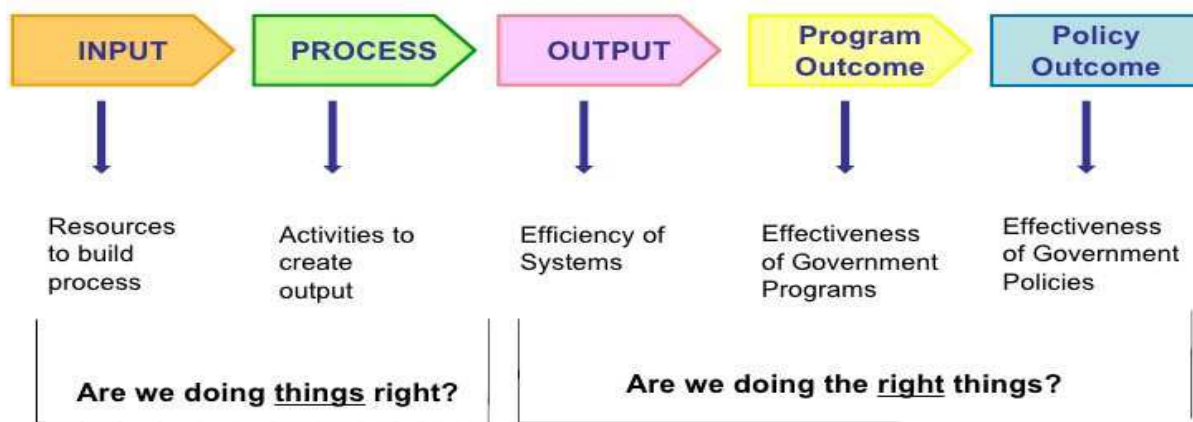 INPUT
PROCESS
OUTPUT
Program
Outcome
Policy
Outcome
Resources
to build
process
Activities to
create
output
Efficiency of
Systems
Effectiveness
of Government
Programs
Effectiveness
of Government
Policies
Are we doing things right?
Are we doing the right things?